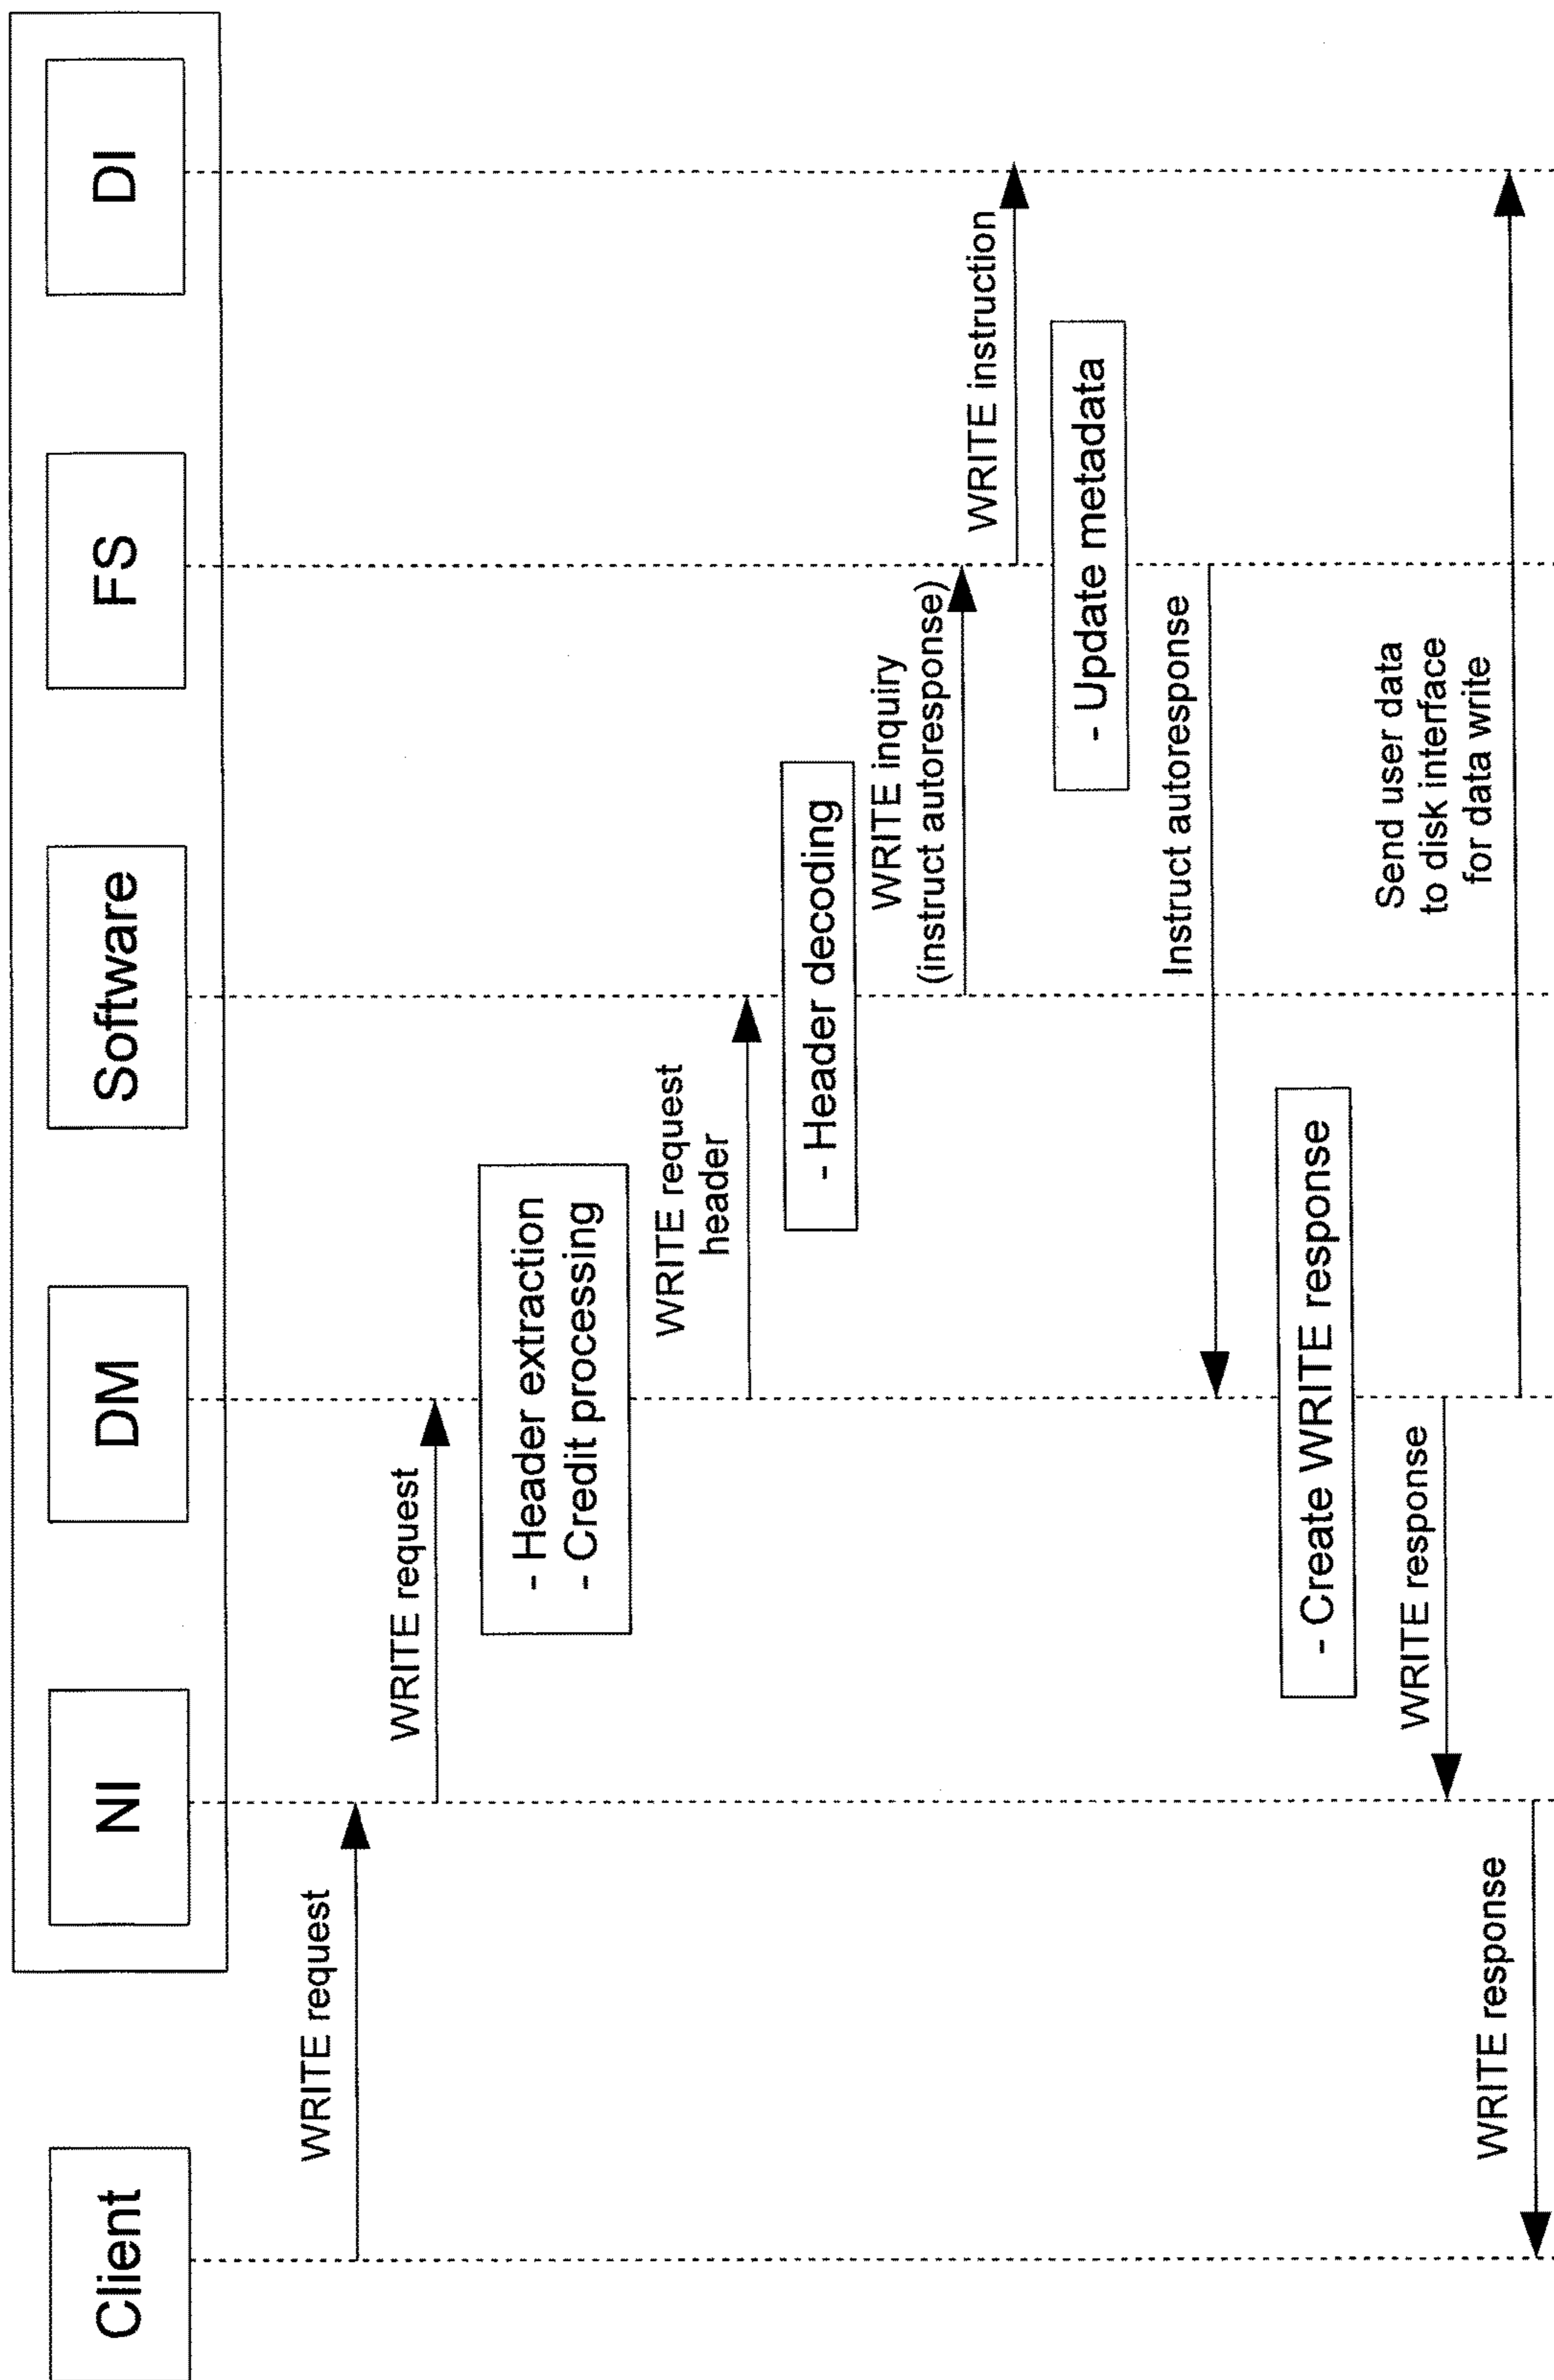 Client
NI
DM
Software
FS
DI
WRITE request
WRITE request
- Header extraction
- Credit processing
WRITE request
header
- Header decoding
WRITE inquiry
(instruct autoresponse)
WRITE instruction
- Update metadata
Instruct autoresponse
- Create WRITE response
WRITE response
Send user data
to disk interface
for data write
WRITE response